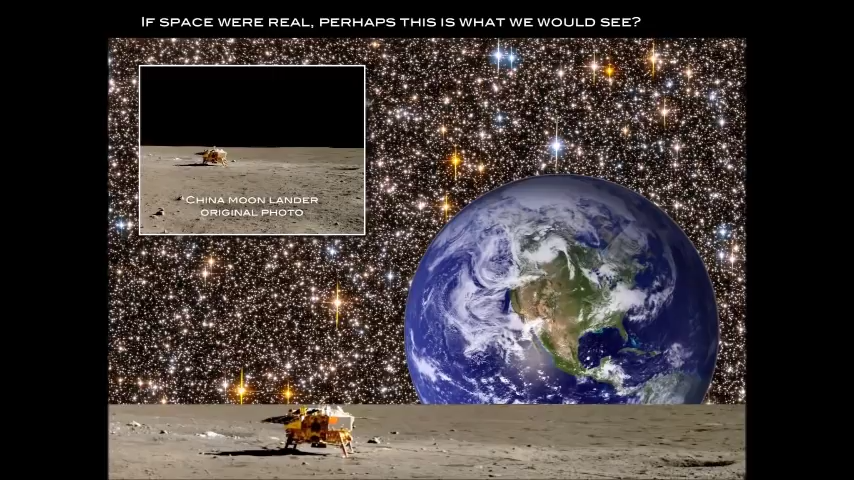 If space were real, perhaps this is what we would see?
*China moon lander
original photo